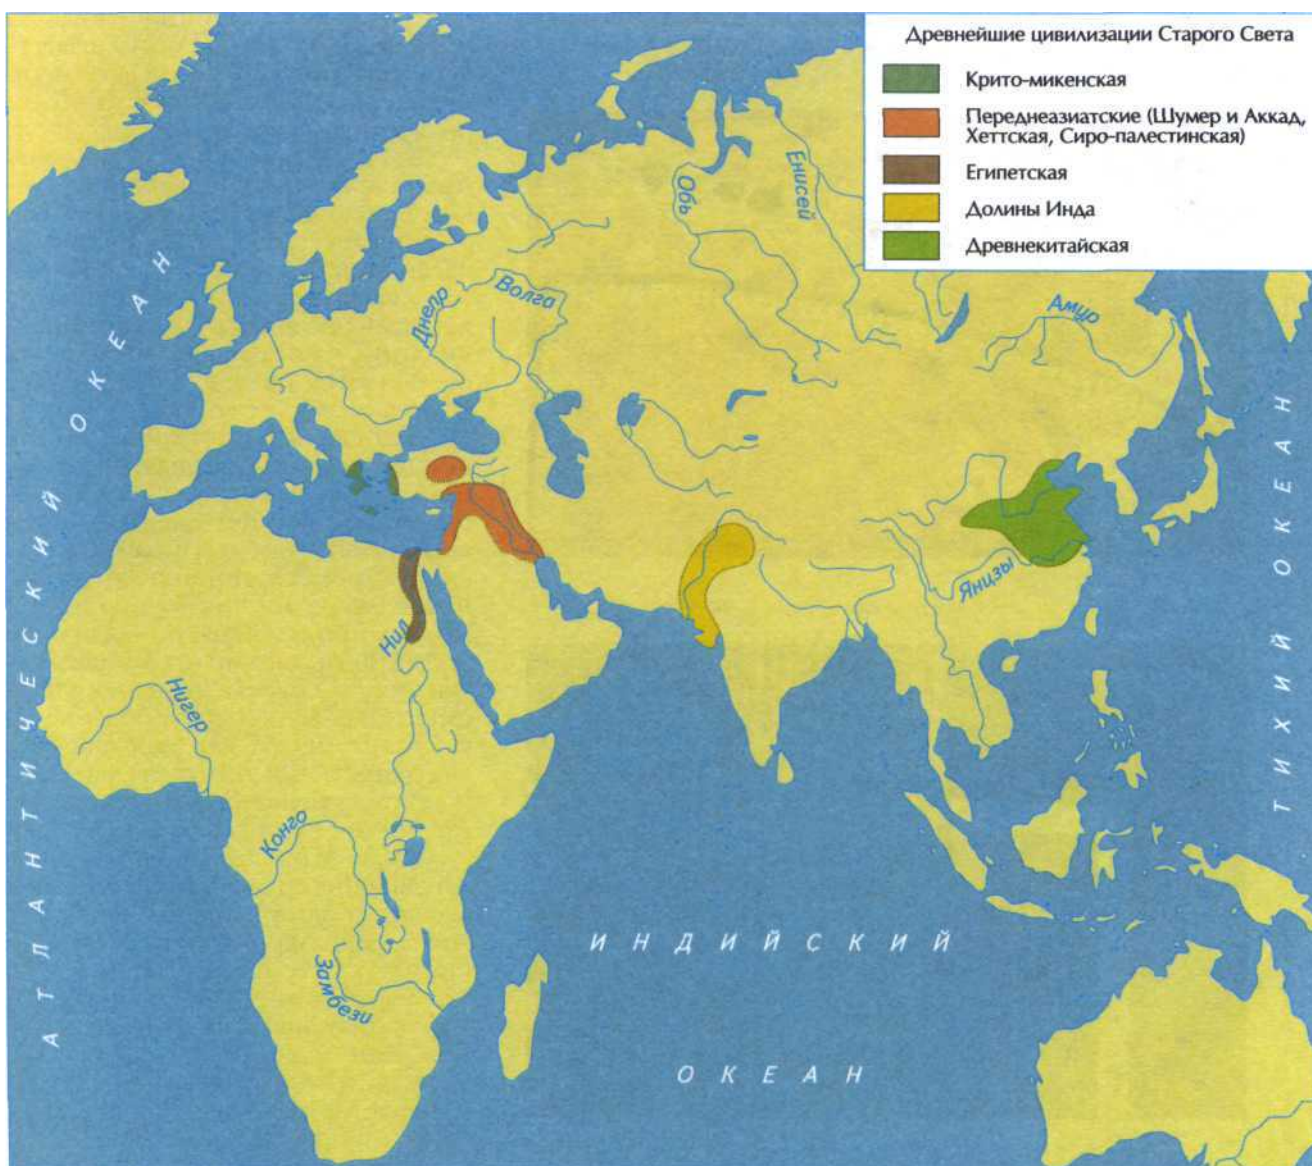 Древнейшие цивилизации Старого Света
Крито-микенская
Переднеазиатские (Шумер и Аккад,
Хеттская, Сиро-палестинская)
Египетская
Долины Инда
Древнекитайская
Обь
Енисей
Волга
Днепр
Амур
Янцзы
Нил
Нигер
Конго
Замбези
АТЛАНТИЧЕСКИЙ ОКЕАН
ТИХИЙ ОКЕАН
ИНДИЙСКИЙ
ОКЕАН